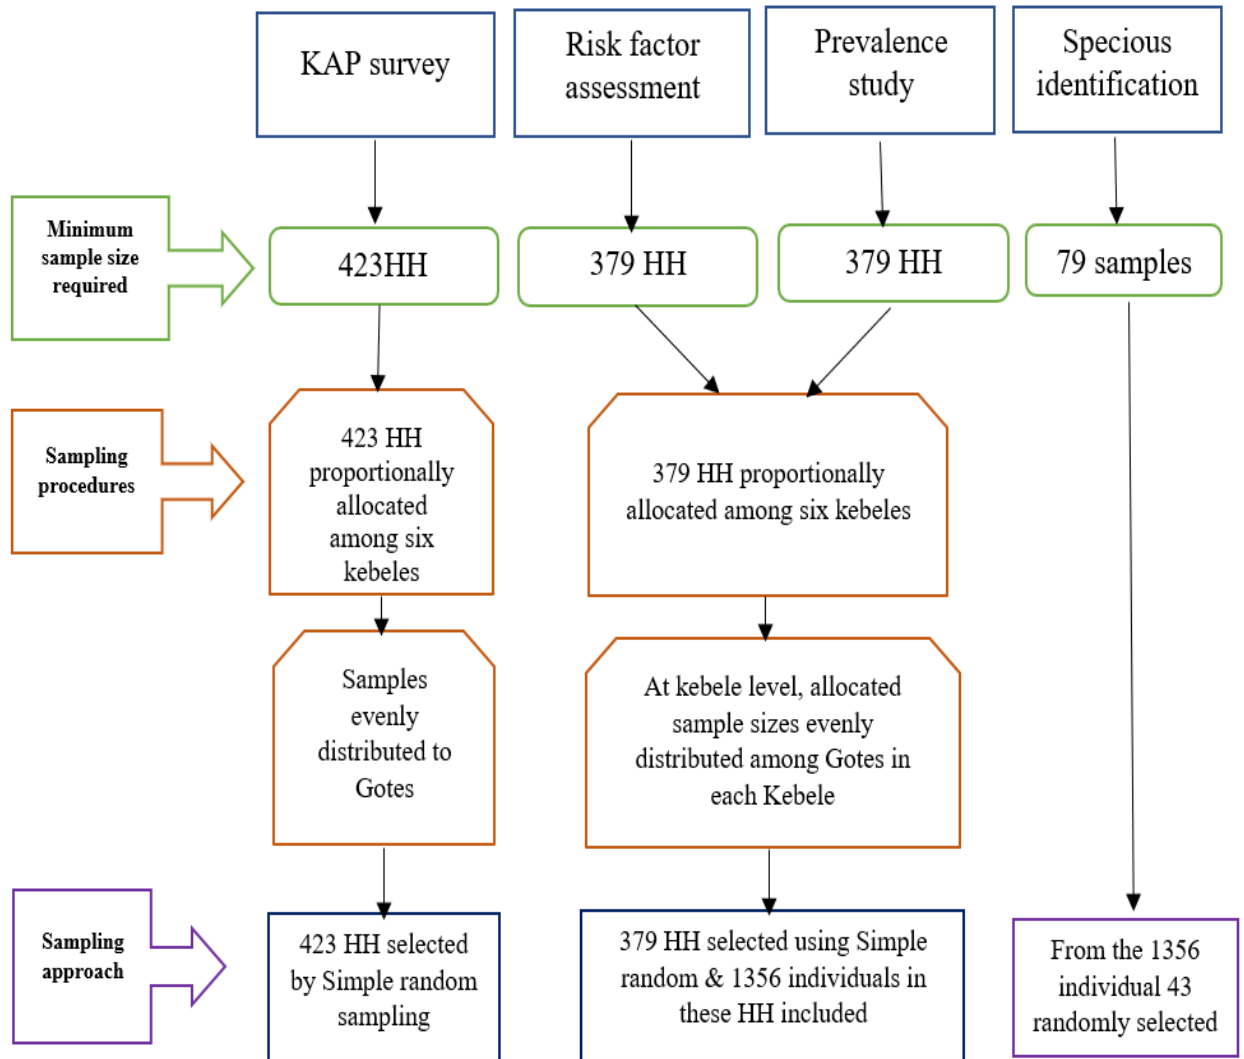 KAP survey
Risk factor
assessment
Prevalence
study
Specious
identification
Minimum
sample size
required
423HH
379 HH
379 HH
79 samples
Sampling
procedures
423 HH
proportionally
allocated
among six
kebeles
379 HH proportionally
allocated among six kebeles
Samples
evenly
distributed to
Gotes
At kebele level, allocated
sample sizes evenly
distributed among Gotes in
each Kebele
Sampling
approach
423 HH selected
by Simple random
sampling
379 HH selected using Simple
random & 1356 individuals in
these HH included
From the 1356
individual 43
randomly selected